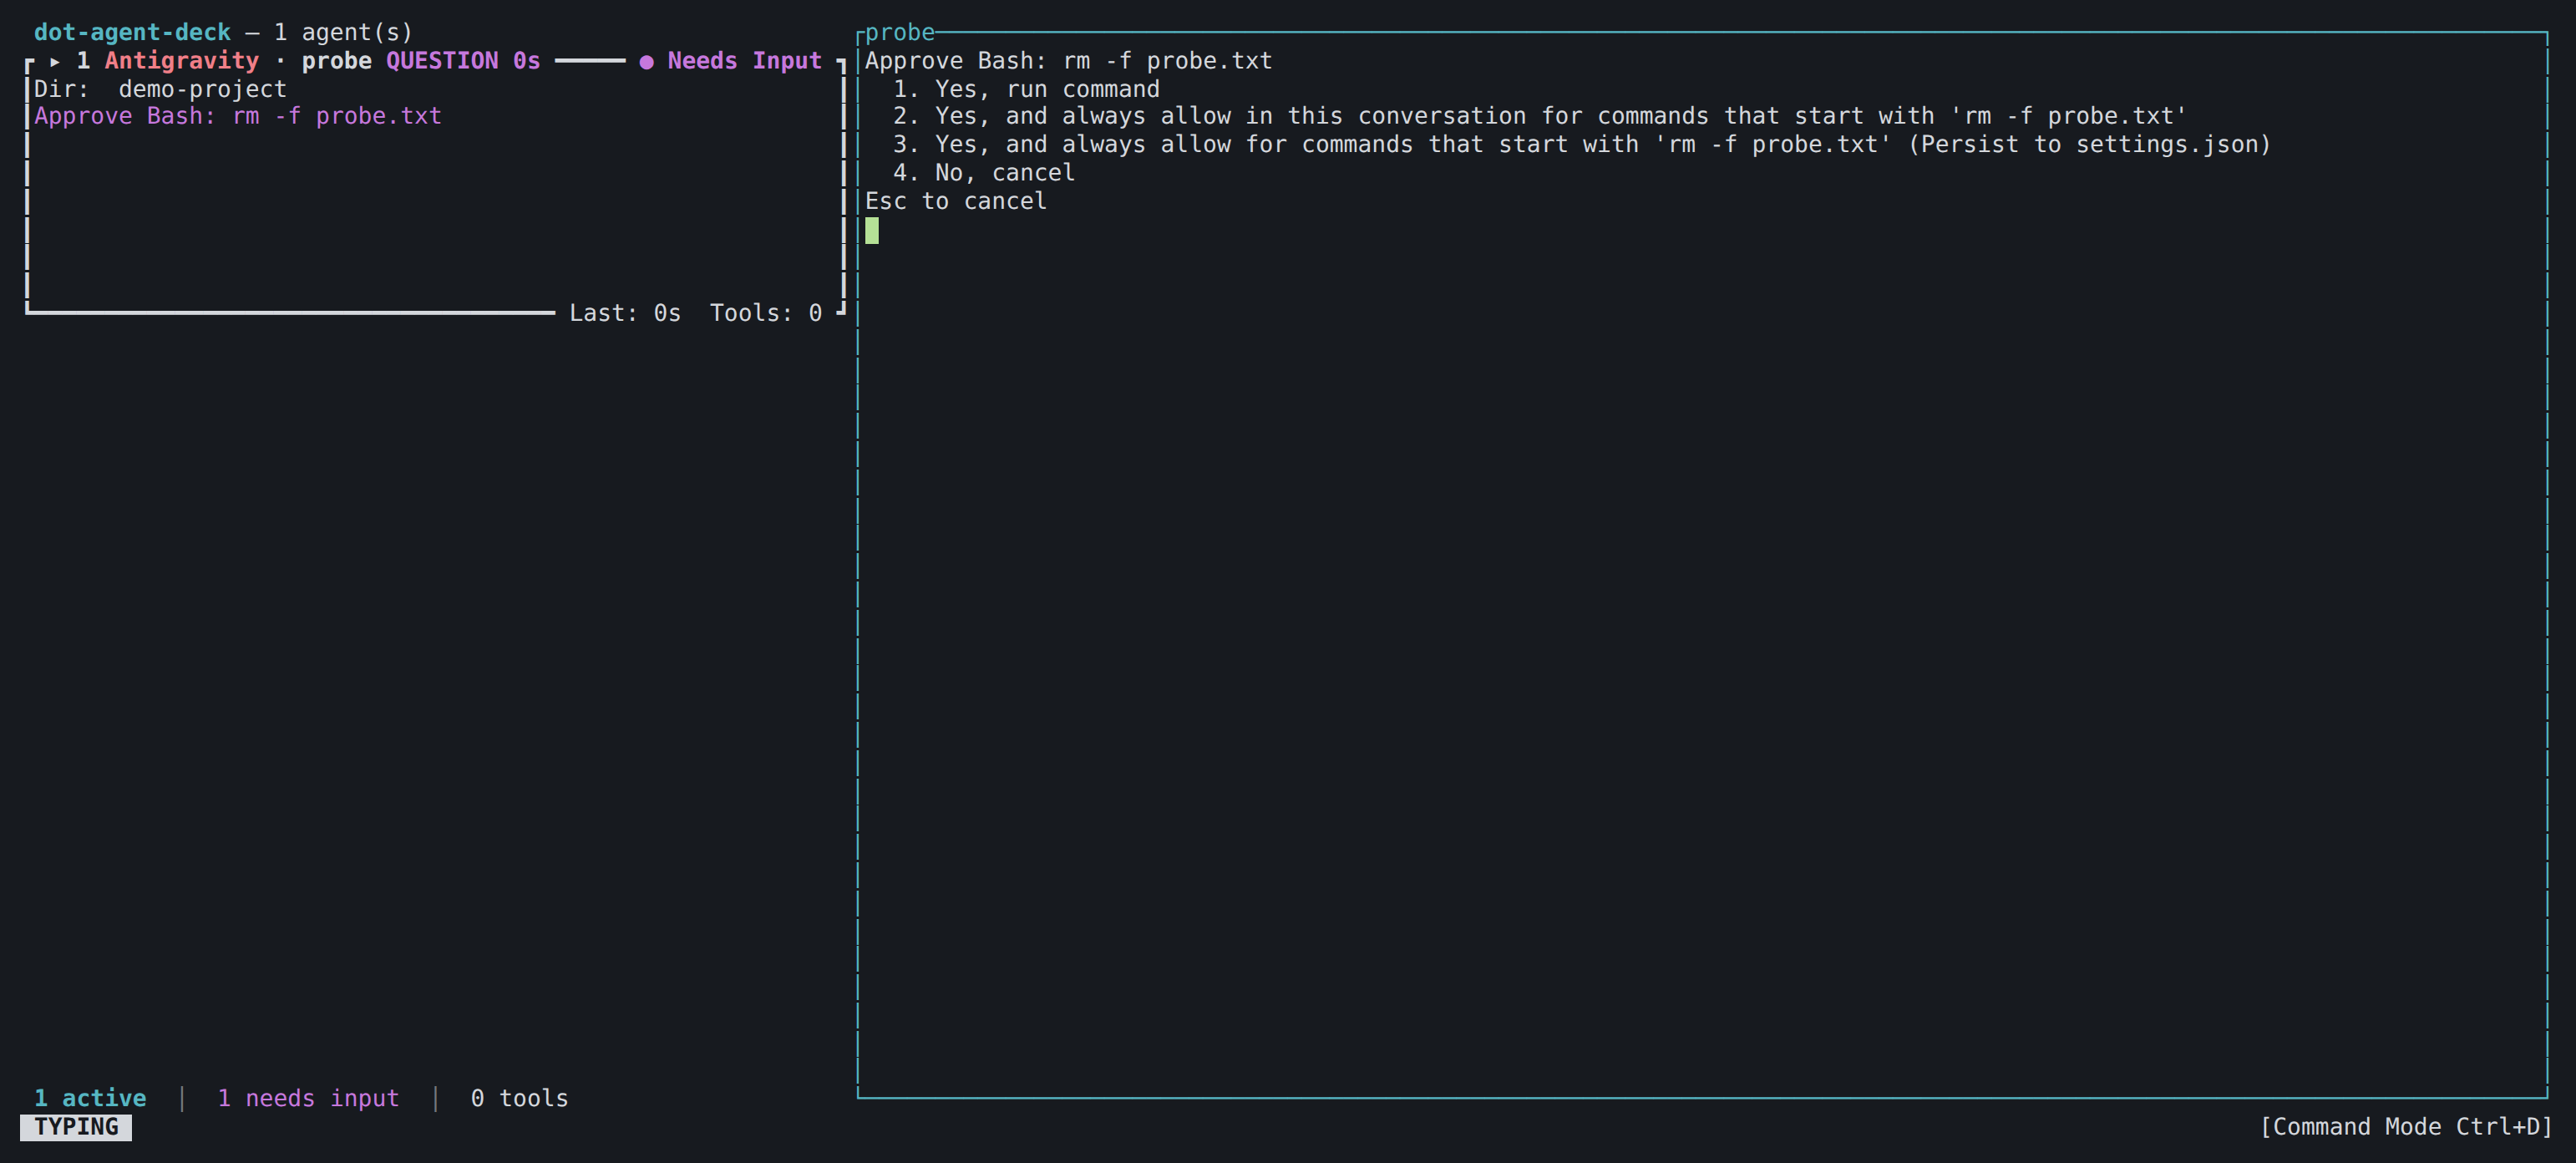 dot-agent-deck — 1 agent(s)
▸ 1 Antigravity · probe QUESTION 0s ● Needs Input
Dir:  demo-project
Approve Bash: rm -f probe.txt
Last: 0s  Tools: 0
probe
Approve Bash: rm -f probe.txt
1. Yes, run command
2. Yes, and always allow in this conversation for commands that start with 'rm -f probe.txt'
3. Yes, and always allow for commands that start with 'rm -f probe.txt' (Persist to settings.json)
4. No, cancel
Esc to cancel
1 active │ 1 needs input │ 0 tools
TYPING
[Command Mode Ctrl+D]